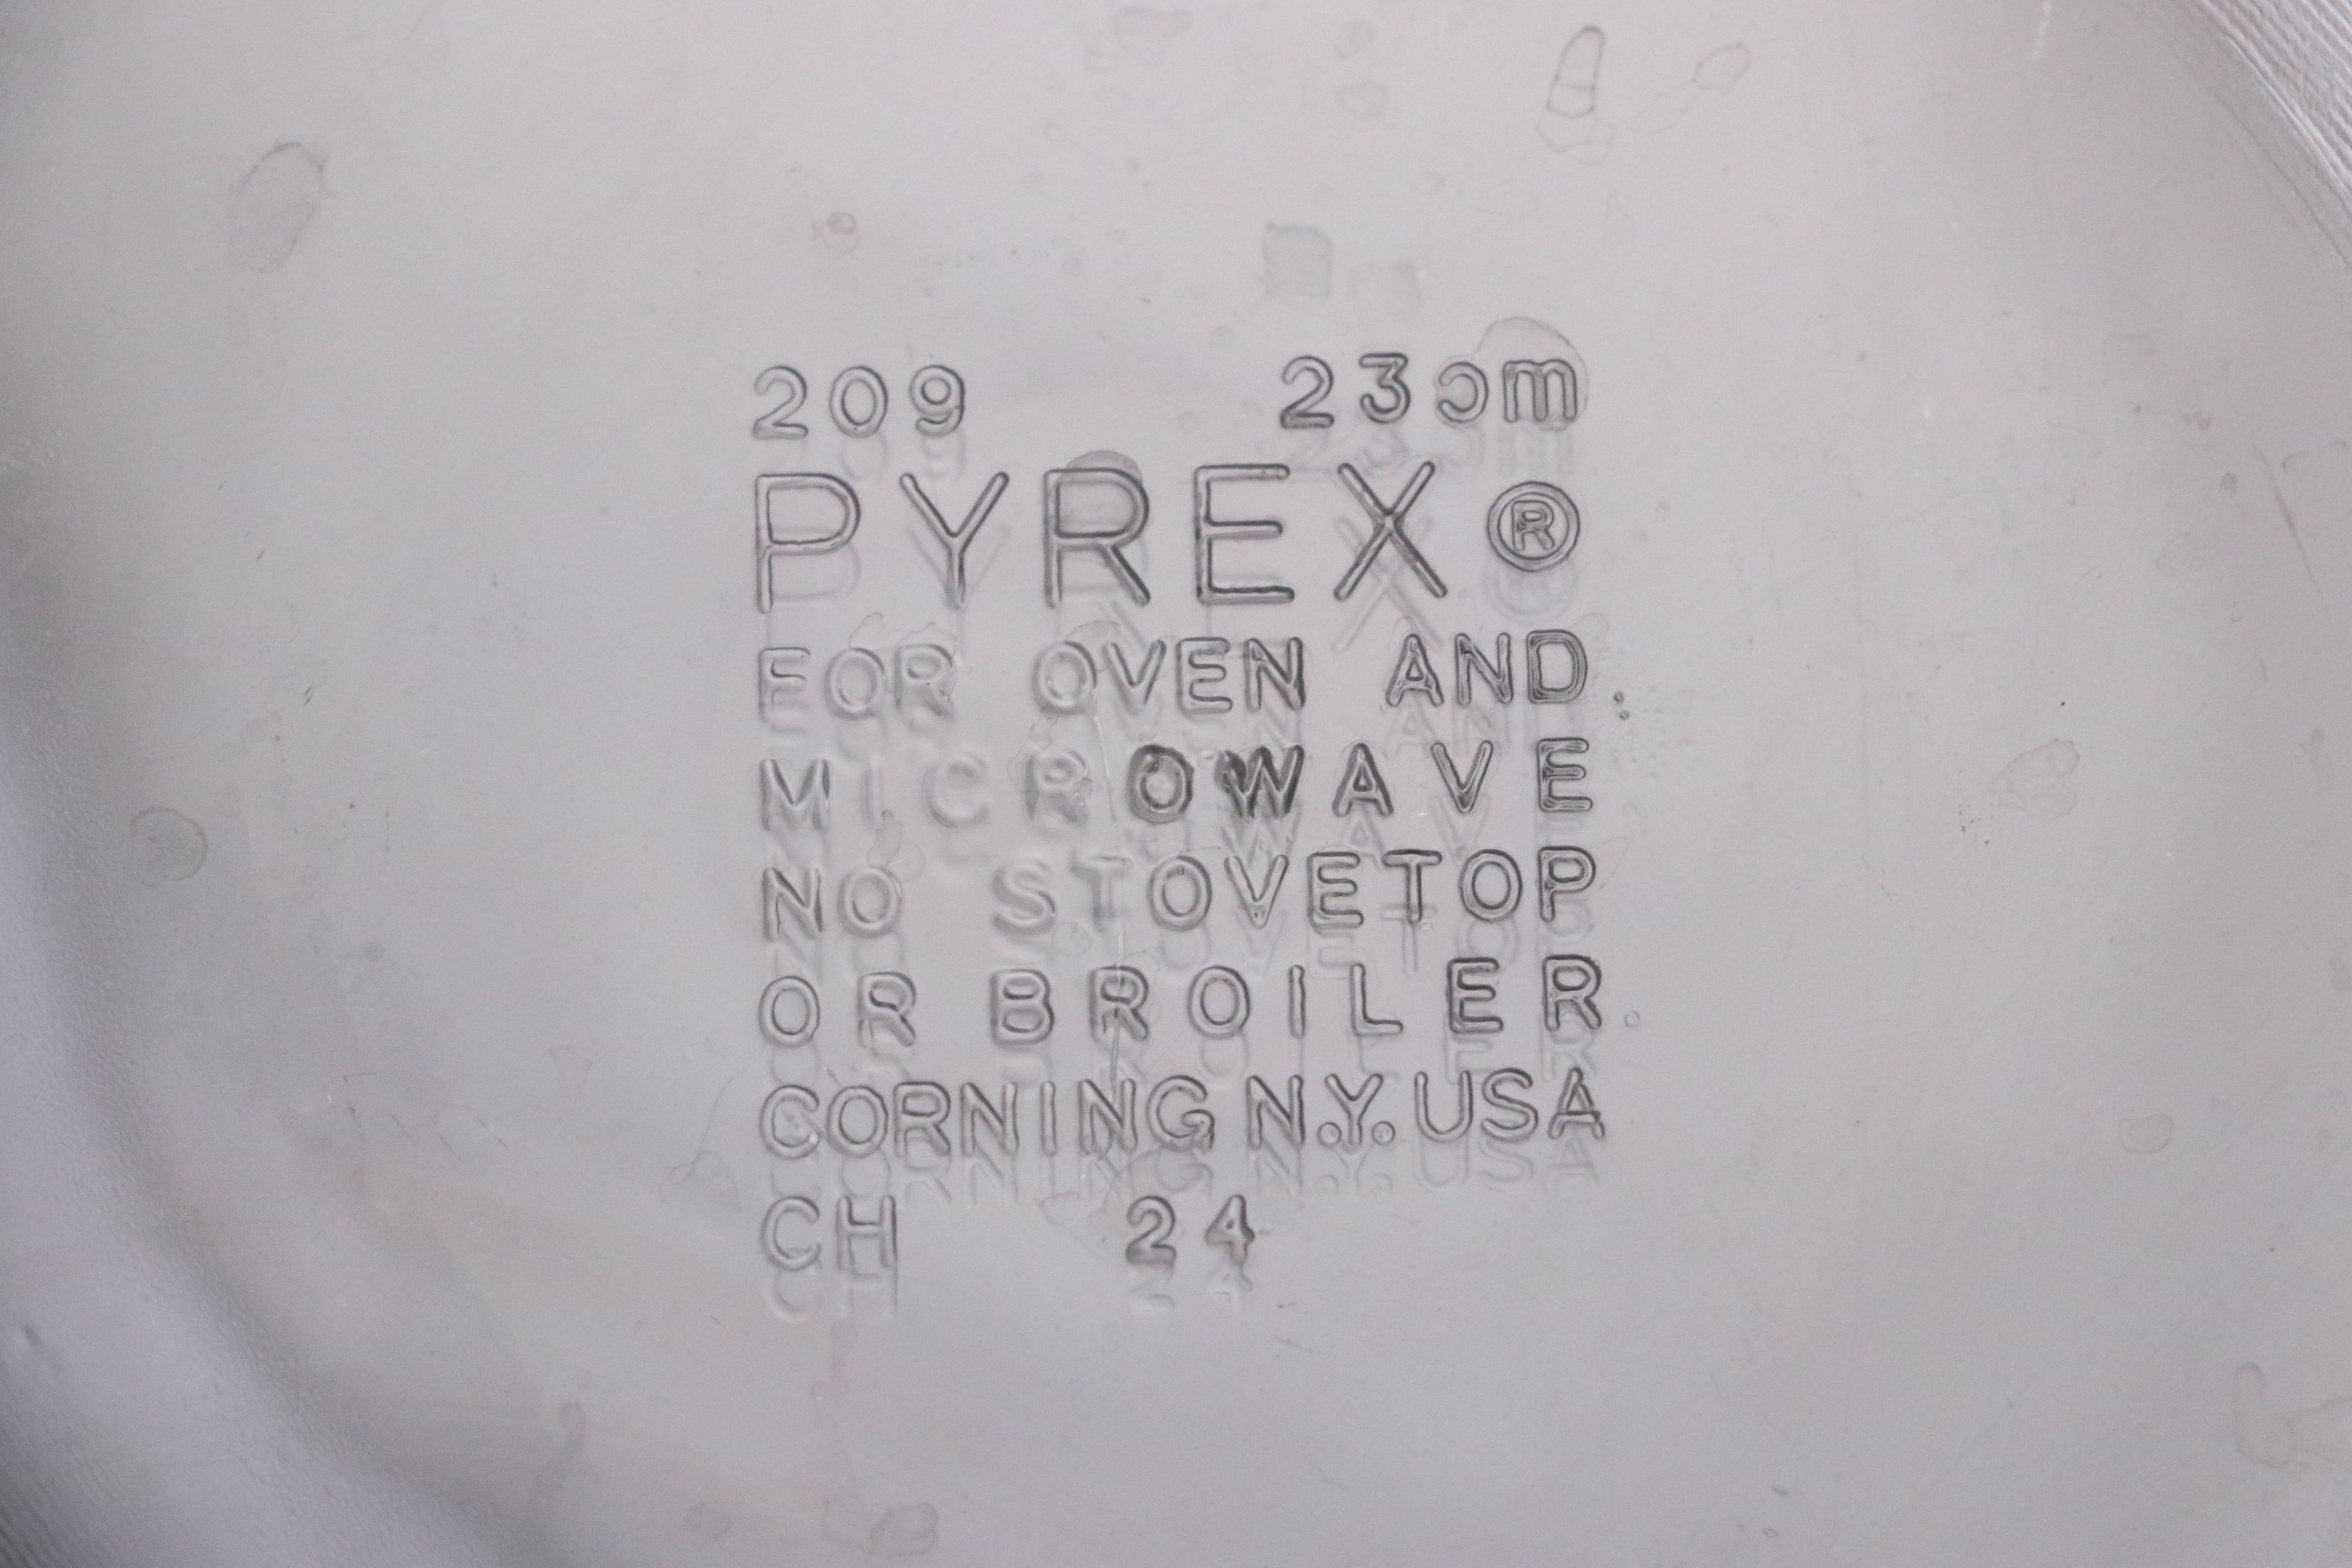 209 23cm
PYREX®
FOR OVEN AND
MICROWAVE
NO STOVETOP
OR BROILER
CORNING N.Y. USA
CH 24